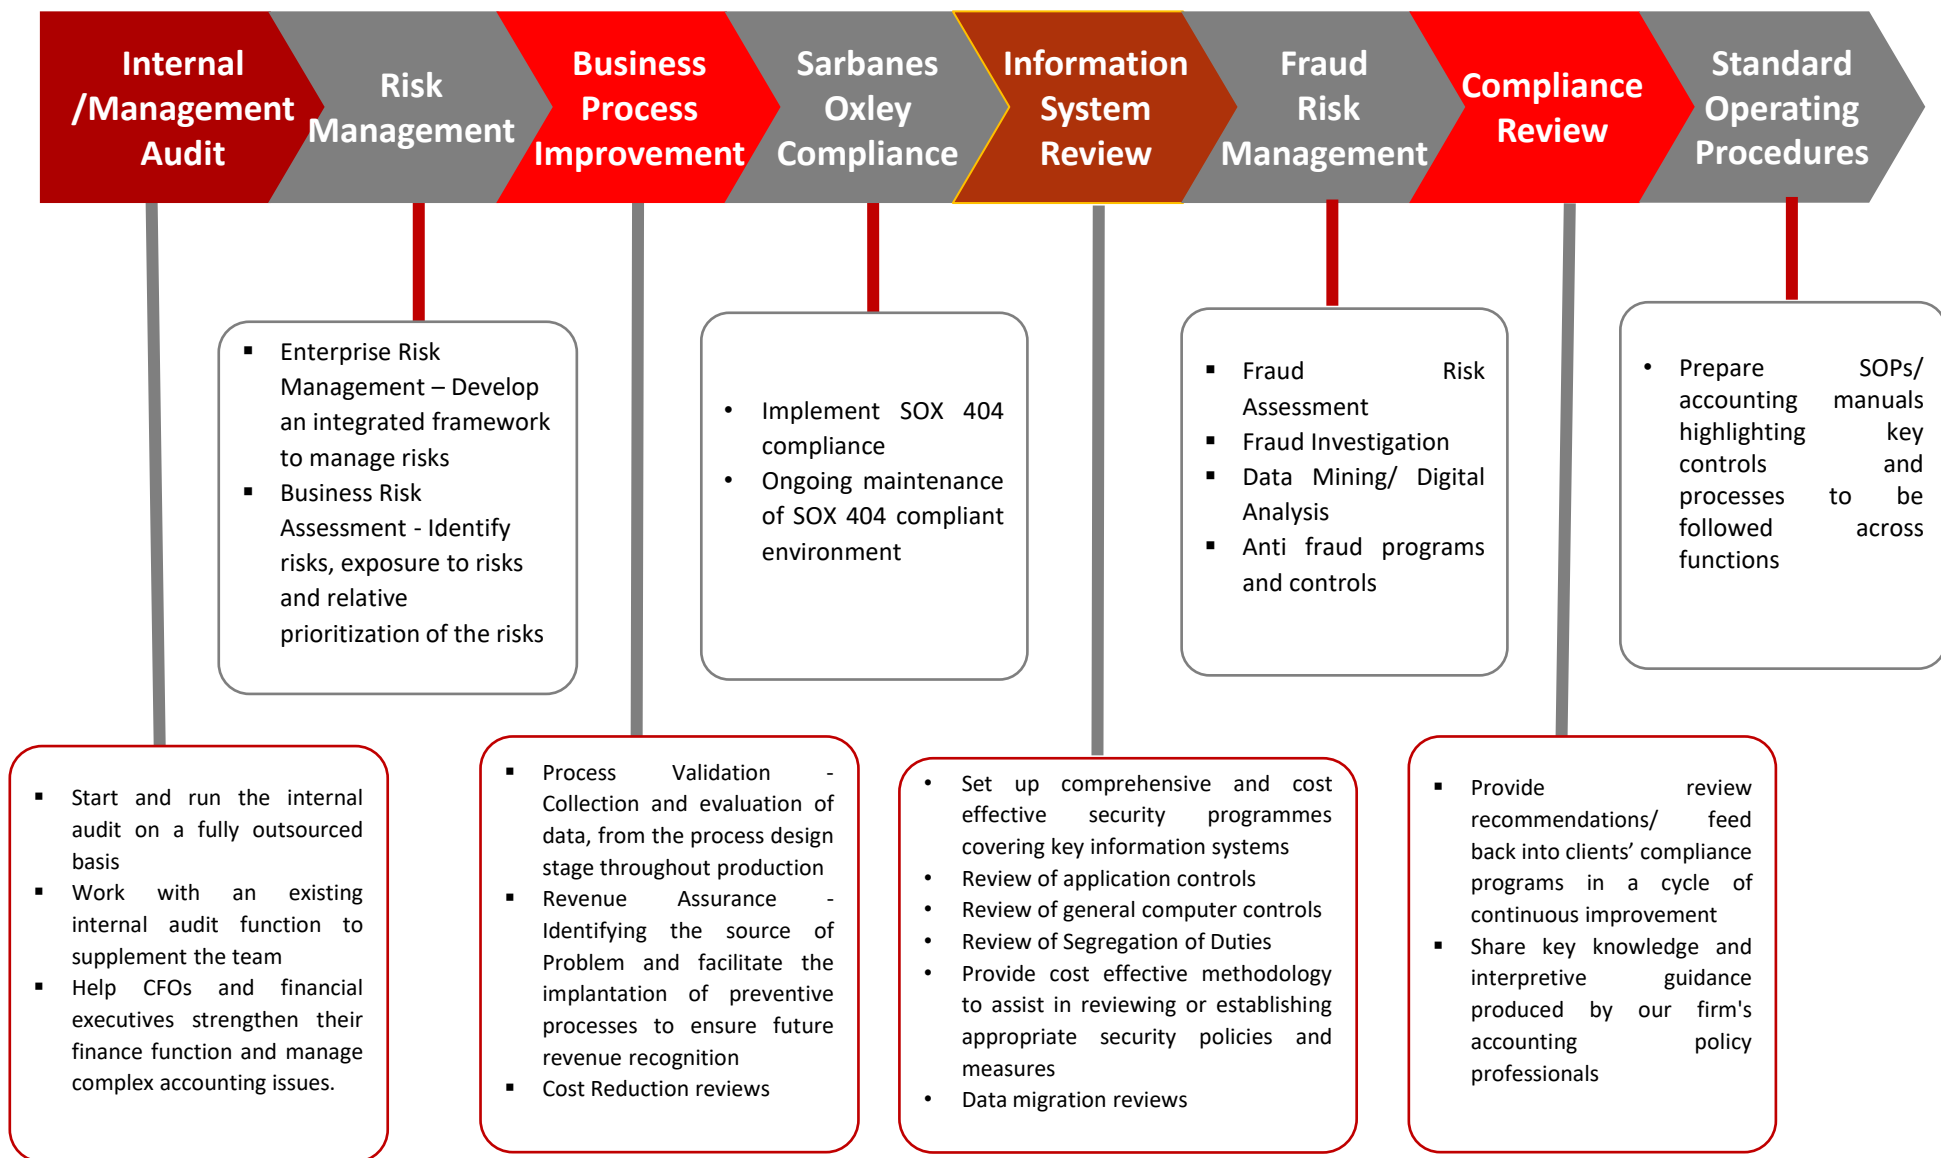 Internal
/Management
Audit
Risk
Management
Business
Process
Improvement
Sarbanes
Oxley
Compliance
Information
System
Review
Fraud
Risk
Management
Compliance
Review
Standard
Operating
Procedures
▪ Enterprise Risk
Management – Develop
an integrated framework
to manage risks
▪ Business Risk
Assessment - Identify
risks, exposure to risks
and relative
prioritization of the risks
• Implement SOX 404
compliance
• Ongoing maintenance
of SOX 404 compliant
environment
▪ Fraud Risk
Assessment
▪ Fraud Investigation
▪ Data Mining/ Digital
Analysis
▪ Anti fraud programs
and controls
• Prepare SOPs/
accounting manuals
highlighting key
controls and
processes to be
followed across
functions
▪ Start and run the internal
audit on a fully outsourced
basis
▪ Work with an existing
internal audit function to
supplement the team
▪ Help CFOs and financial
executives strengthen their
finance function and manage
complex accounting issues.
▪ Process Validation -
Collection and evaluation of
data, from the process design
stage throughout production
▪ Revenue Assurance -
Identifying the source of
Problem and facilitate the
implantation of preventive
processes to ensure future
revenue recognition
▪ Cost Reduction reviews
• Set up comprehensive and cost
effective security programmes
covering key information systems
• Review of application controls
• Review of general computer controls
• Review of Segregation of Duties
• Provide cost effective methodology
to assist in reviewing or establishing
appropriate security policies and
measures
• Data migration reviews
▪ Provide review
recommendations/ feed
back into clients’ compliance
programs in a cycle of
continuous improvement
▪ Share key knowledge and
interpretive guidance
produced by our firm's
accounting policy
professionals